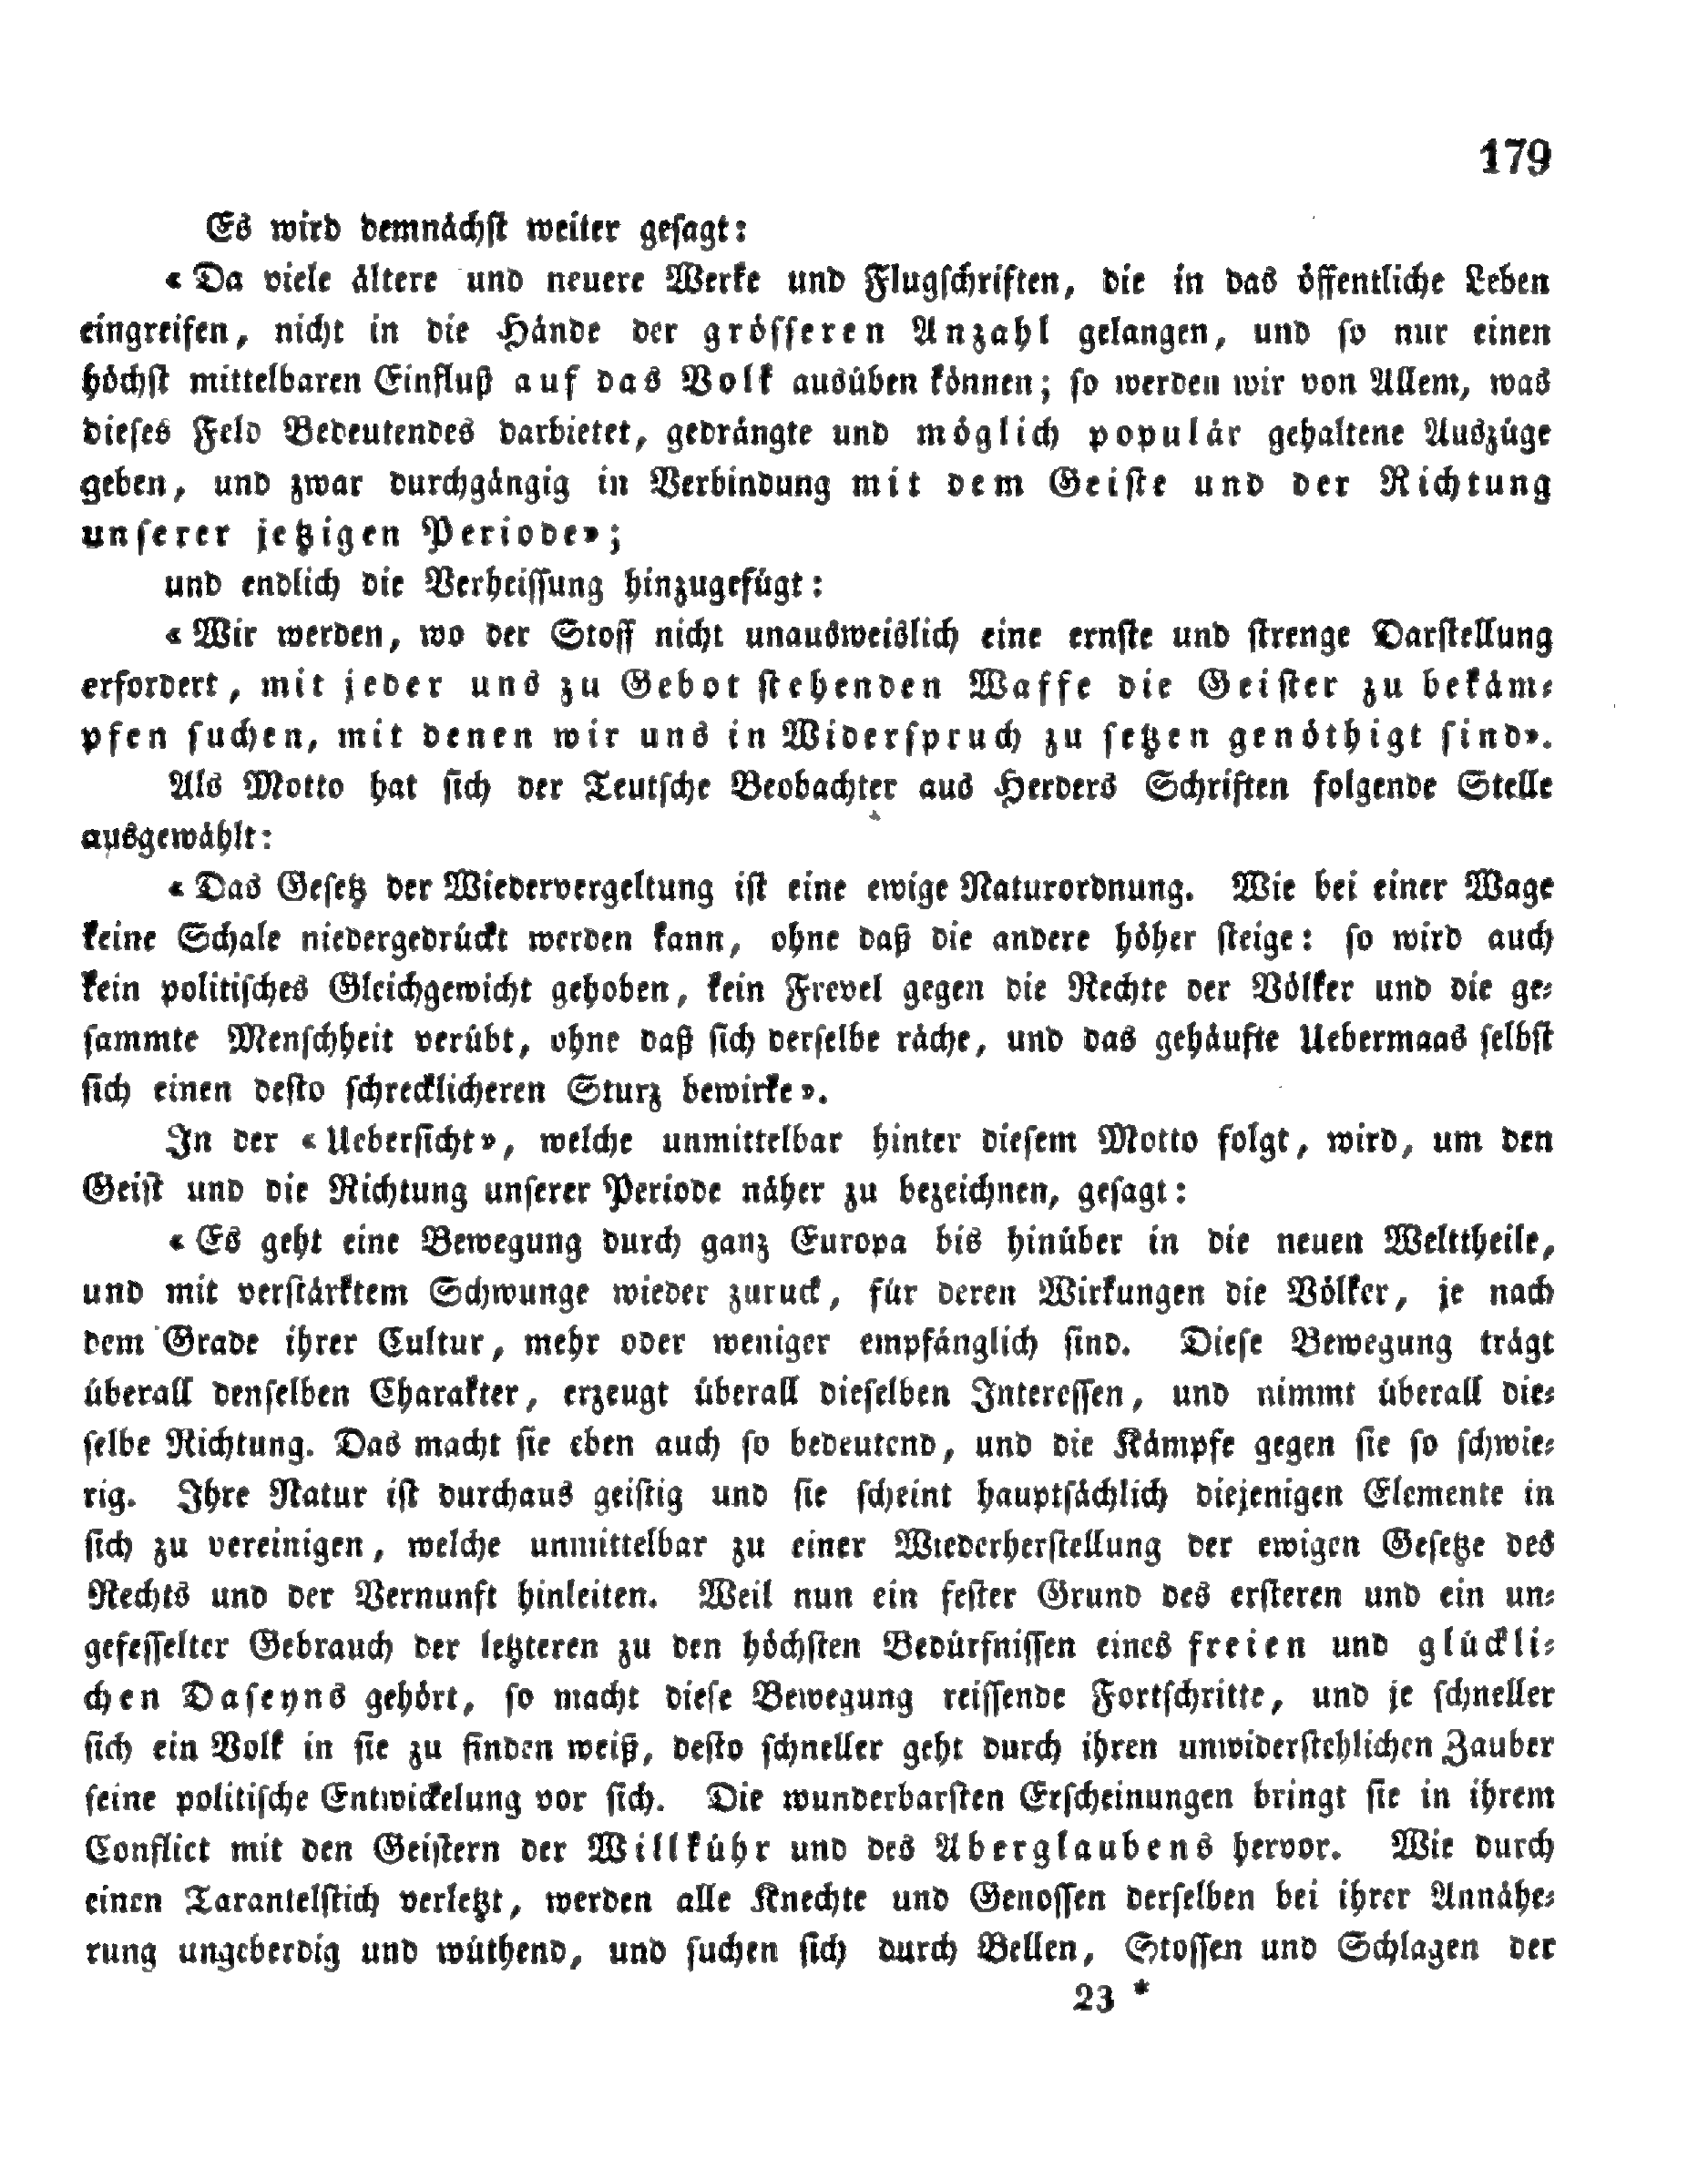 179
Es wird demnächst weiter gesagt:
« Da viele ältere und neuere Werke und Flugschriften, die in das öffentliche Leben
eingreifen, nicht in die Hände der grösseren Anzahl gelangen, und so nur einen
höchst mittelbaren Einfluß auf das Volk ausüben können; so werden wir von Allem, was
dieses Feld Bedeutendes darbietet, gedrängte und möglich populär gehaltene Auszüge
geben, und zwar durchgängig in Verbindung mit dem Geiste und der Richtung
unserer jetzigen Periode»;
und endlich die Verheissung hinzugefügt:
« Wir werden, wo der Stoff nicht unausweislich eine ernste und strenge Darstellung
erfordert, mit jeder uns zu Gebot stehenden Waffe die Geister zu bekäm-
pfen suchen, mit denen wir uns in Widerspruch zu setzen genöthigt sind».
Als Motto hat sich der Teutsche Beobachter aus Herders Schriften folgende Stelle
ausgewählt:
« Das Gesetz der Wiedervergeltung ist eine ewige Naturordnung. Wie bei einer Wage
keine Schale niedergedrückt werden kann, ohne daß die andere höher steige: so wird auch
kein politisches Gleichgewicht gehoben, kein Frevel gegen die Rechte der Völker und die ge-
sammte Menschheit verübt, ohne daß sich derselbe räche, und das gehäufte Uebermaas selbst
sich einen desto schrecklicheren Sturz bewirke».
In der «Uebersicht», welche unmittelbar hinter diesem Motto folgt, wird, um den
Geist und die Richtung unserer Periode näher zu bezeichnen, gesagt:
« Es geht eine Bewegung durch ganz Europa bis hinüber in die neuen Welttheile,
und mit verstärktem Schwunge wieder zuruck, für deren Wirkungen die Völker, je nach
dem Grade ihrer Cultur, mehr oder weniger empfänglich sind. Diese Bewegung trägt
überall denselben Charakter, erzeugt überall dieselben Interessen, und nimmt überall die-
selbe Richtung. Das macht sie eben auch so bedeutend, und die Kämpfe gegen sie so schwie-
rig. Ihre Natur ist durchaus geistig und sie scheint hauptsächlich diejenigen Elemente in
sich zu vereinigen, welche unmittelbar zu einer Wiederherstellung der ewigen Gesetze des
Rechts und der Vernunft hinleiten. Weil nun ein fester Grund des ersteren und ein un-
gefesselter Gebrauch der letzteren zu den höchsten Bedürfnissen eines freien und glückli-
chen Daseyns gehört, so macht diese Bewegung reissende Fortschritte, und je schneller
sich ein Volk in sie zu finden weiß, desto schneller geht durch ihren unwiderstehlichen Zauber
seine politische Entwickelung vor sich. Die wunderbarsten Erscheinungen bringt sie in ihrem
Conflict mit den Geistern der Willkühr und des Aberglaubens hervor. Wie durch
einen Tarantelstich verletzt, werden alle Knechte und Genossen derselben bei ihrer Annähe-
rung ungeberdig und wüthend, und suchen sich durch Bellen, Stossen und Schlagen der
23 *